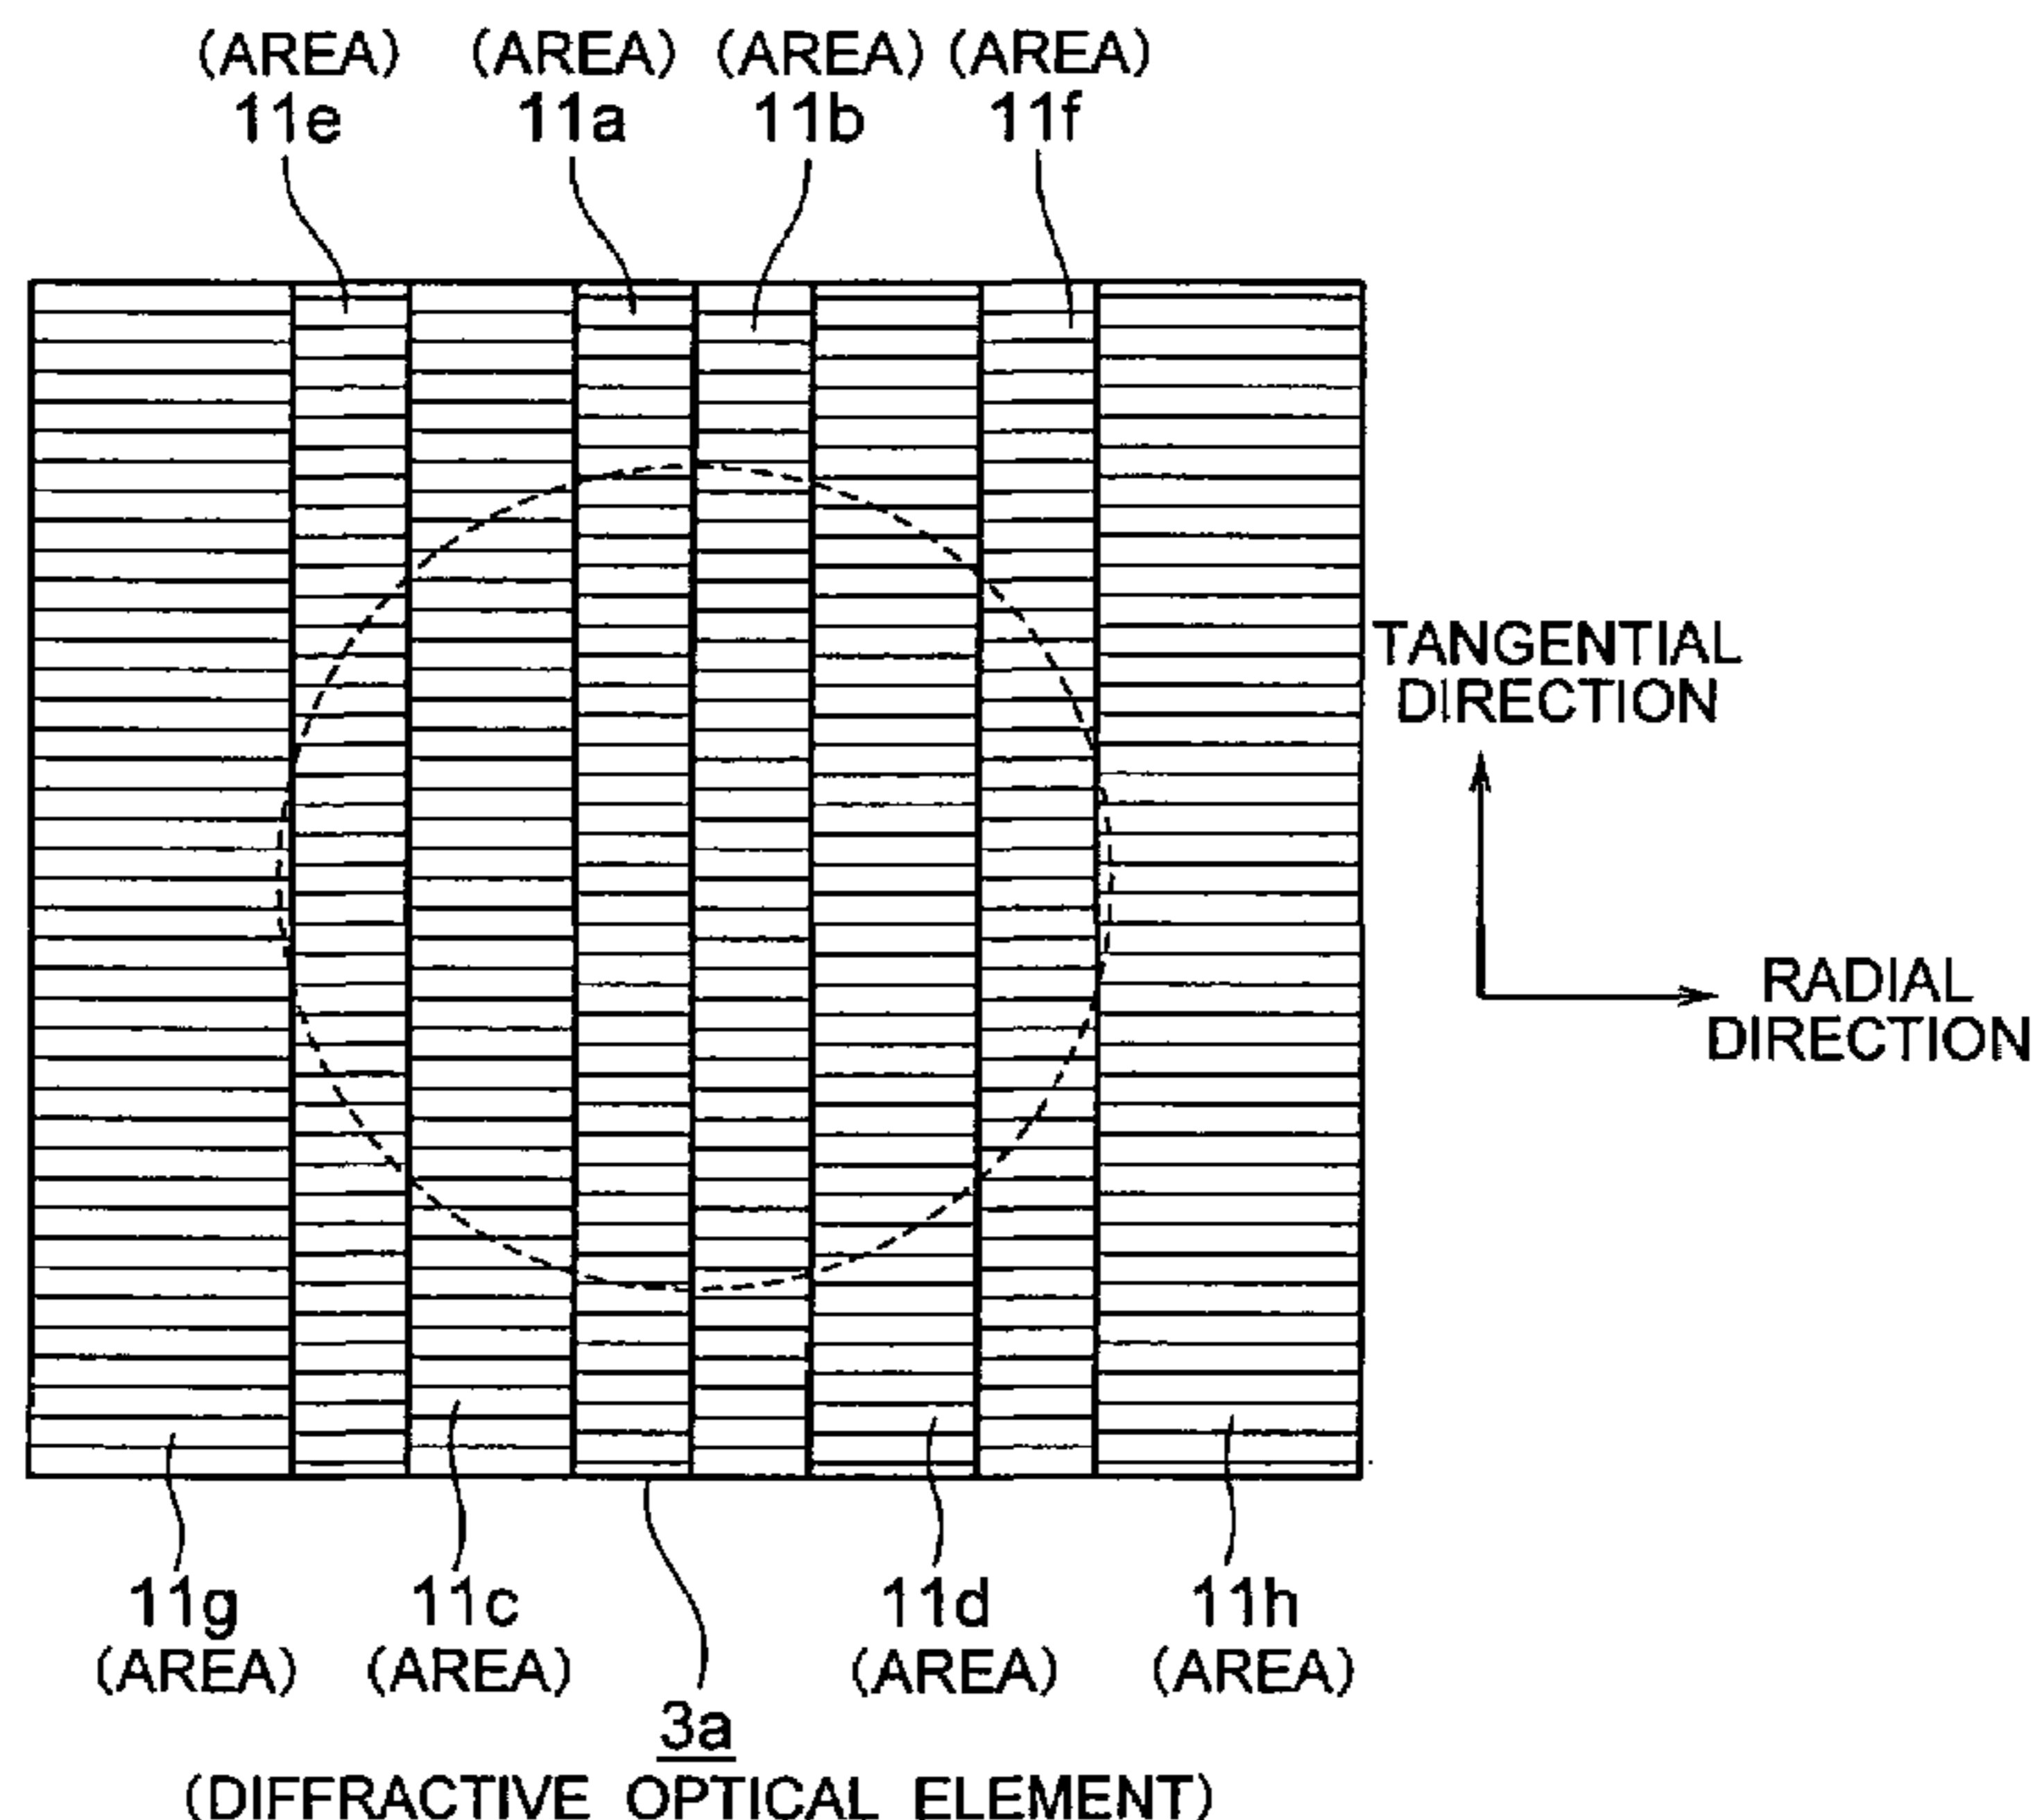 (AREA) (AREA) (AREA) (AREA)
11e 11a 11b 11f
TANGENTIAL
DIRECTION
RADIAL
DIRECTION
11g 11c 11d 11h
(AREA) (AREA) (AREA) (AREA)
3a
(DIFFRACTIVE OPTICAL ELEMENT)